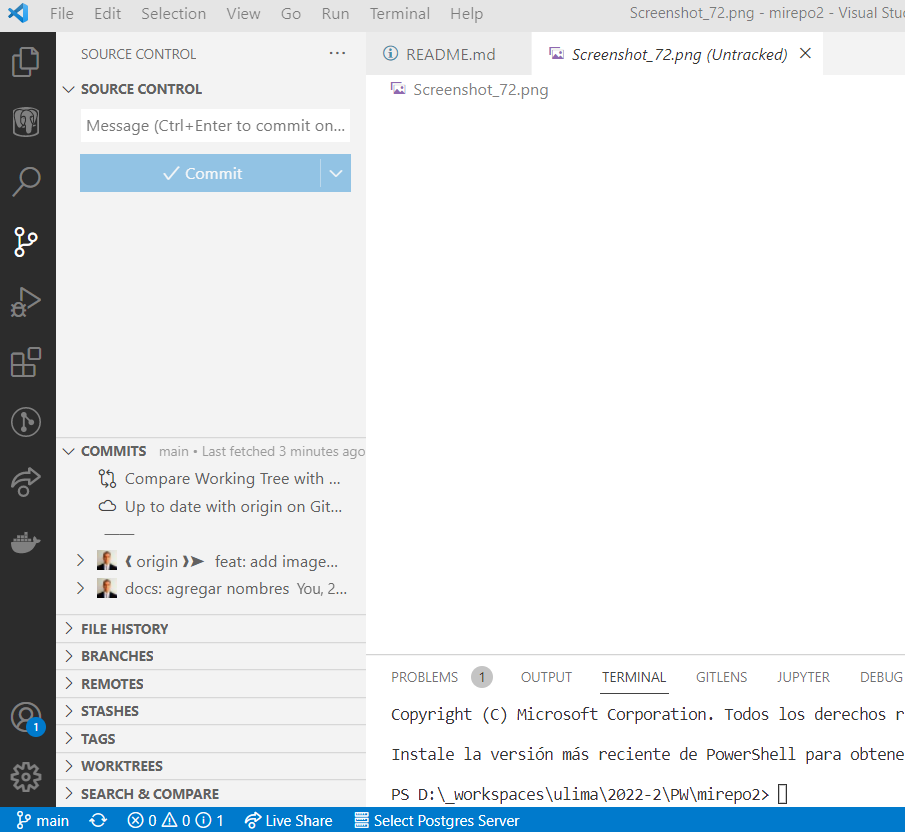 File Edit Selection View Go Run Terminal Help Screenshot_72.png - mirepo2 - Visual Stu
SOURCE CONTROL ···
SOURCE CONTROL
Message (Ctrl+Enter to commit on...
Commit
README.md
Screenshot_72.png (Untracked)
Screenshot_72.png
COMMITS main • Last fetched 3 minutes ago
Compare Working Tree with ...
Up to date with origin on Git...
origin feat: add image...
docs: agregar nombres You, 2...
FILE HISTORY
BRANCHES
REMOTES
STASHES
TAGS
WORKTREES
SEARCH & COMPARE
1
PROBLEMS 1 OUTPUT TERMINAL GITLENS JUPYTER DEBUG
Copyright (C) Microsoft Corporation. Todos los derechos r
Instale la versión más reciente de PowerShell para obtene
PS D:\_workspaces\ulima\2022-2\PW\mirepo2>
main 0 0 1 Live Share Select Postgres Server